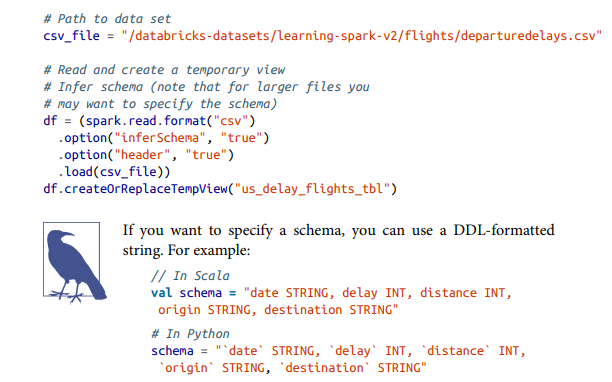 # Path to data set
csv_file = "/databricks-datasets/learning-spark-v2/flights/departuredelays.csv"
# Read and create a temporary view
# Infer schema (note that for larger files you
# may want to specify the schema)
df = (spark.read.format("csv")
.option("inferSchema", "true")
.option("header", "true")
.load(csv_file))
df.createOrReplaceTempView("us_delay_flights_tbl")
If you want to specify a schema, you can use a DDL-formatted
string. For example:
// In Scala
val schema = "date STRING, delay INT, distance INT,
origin STRING, destination STRING"
# In Python
schema = "`date` STRING, `delay` INT, `distance` INT,
`origin` STRING, `destination` STRING"